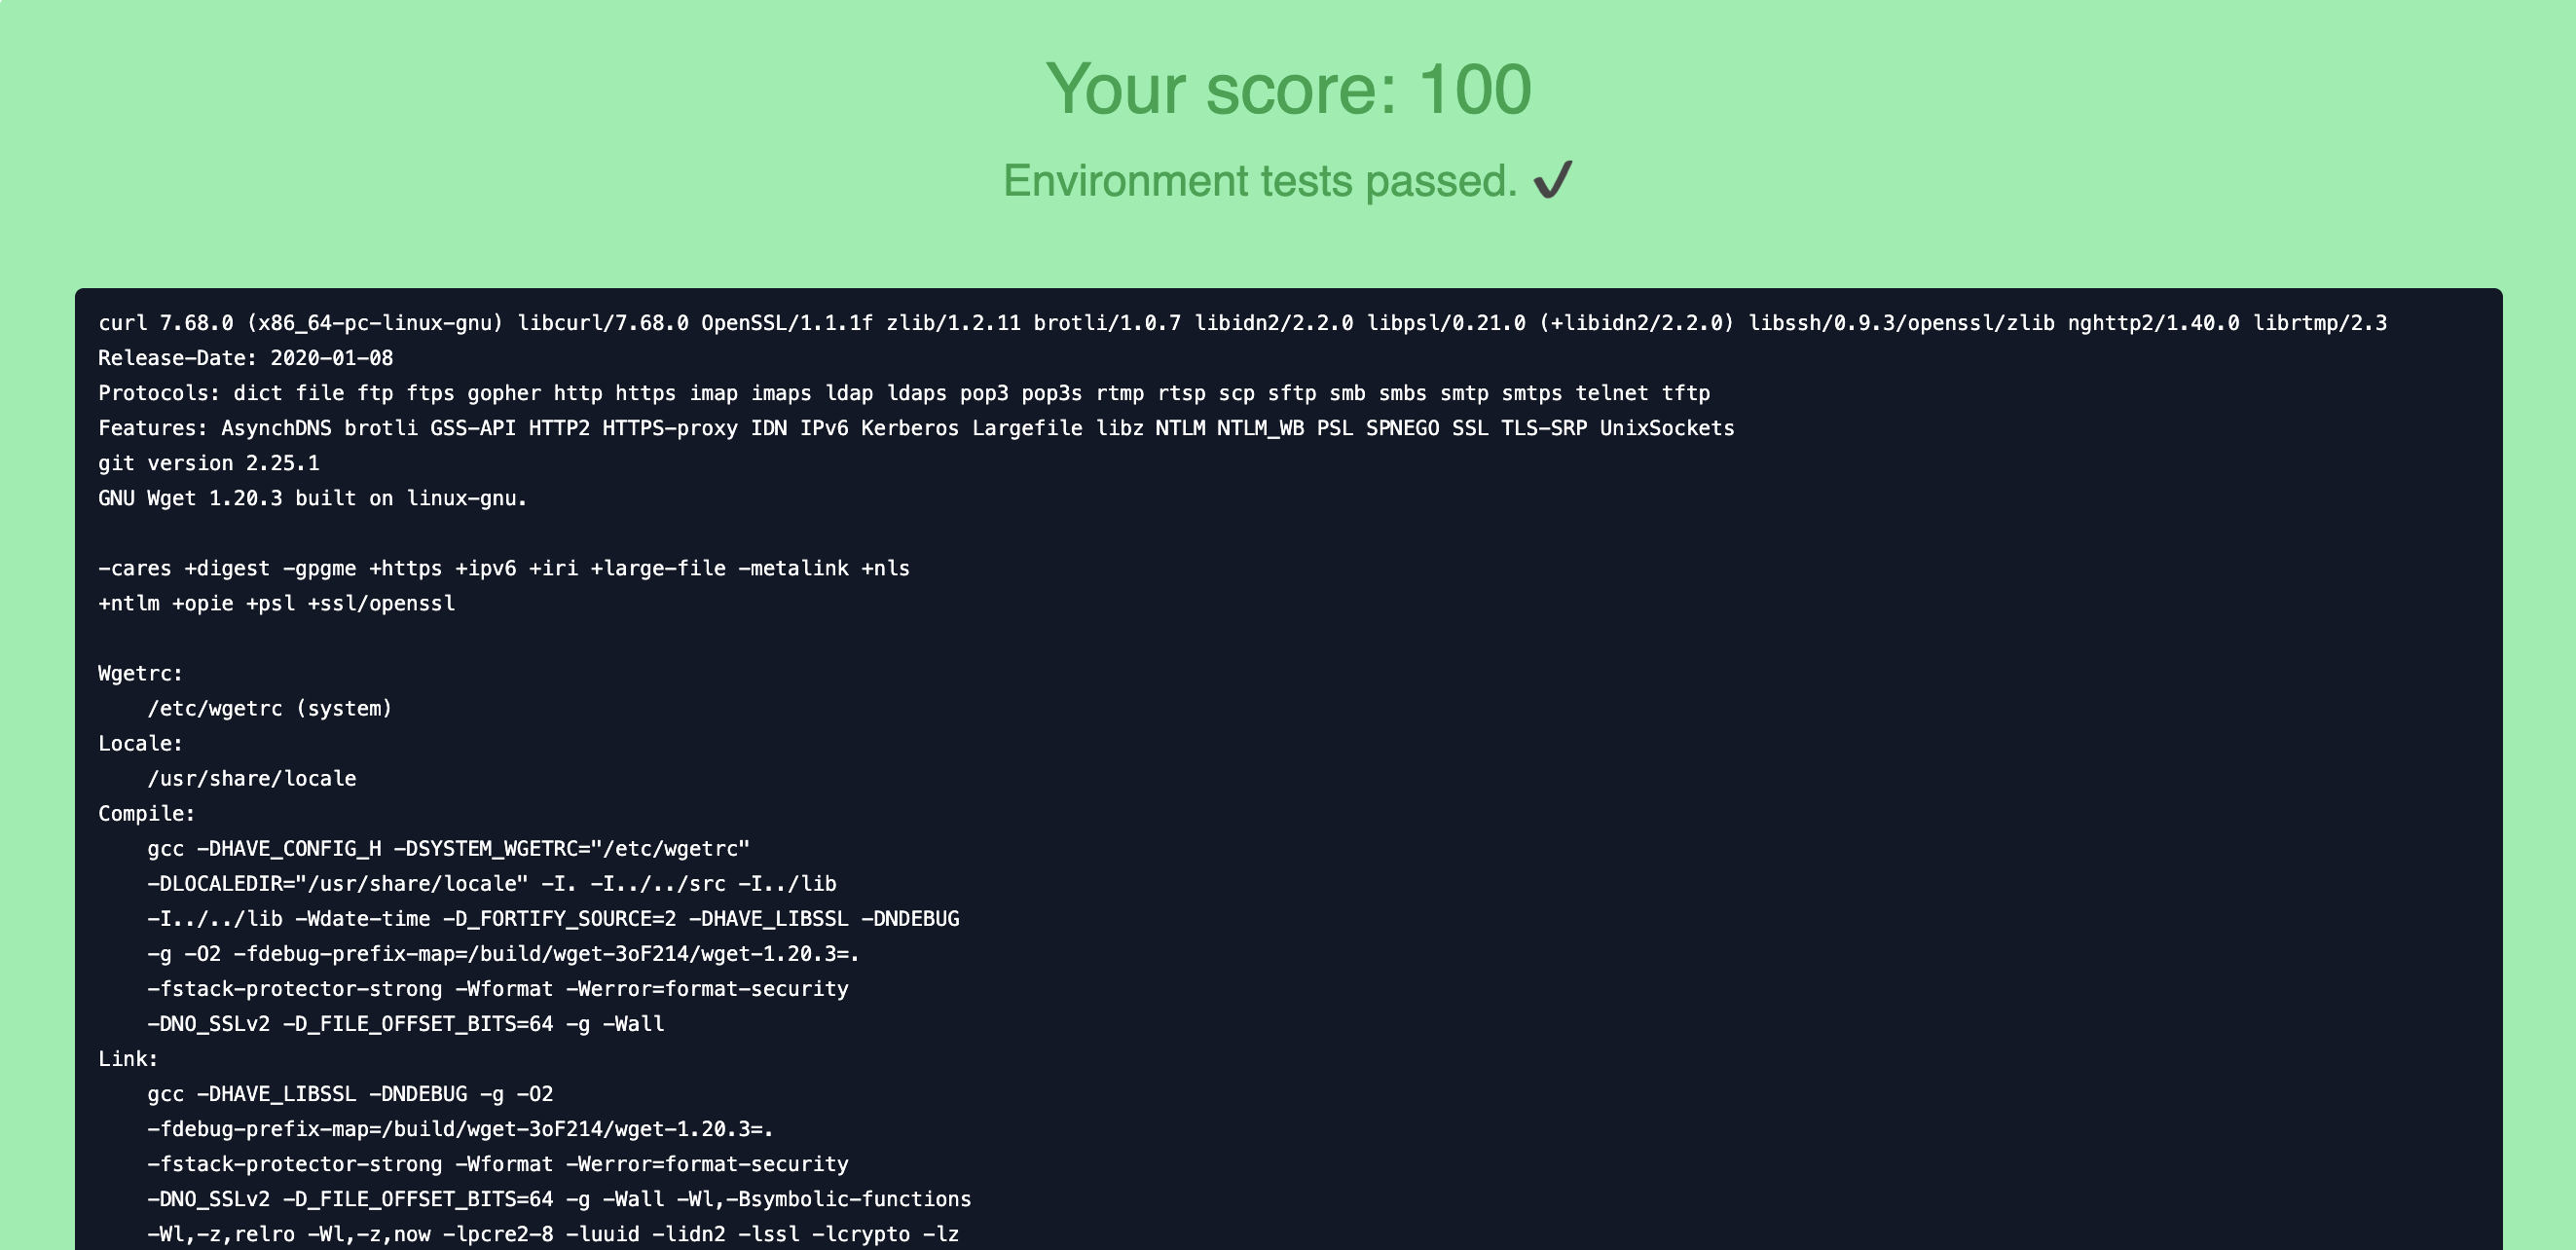 Your score: 100
Environment tests passed. ✔
curl 7.68.0 (x86_64-pc-linux-gnu) libcurl/7.68.0 OpenSSL/1.1.1f zlib/1.2.11 brotli/1.0.7 libidn2/2.2.0 libpsl/0.21.0 (+libidn2/2.2.0) libssh/0.9.3/openssl/zlib nghttp2/1.40.0 librtmp/2.3
Release-Date: 2020-01-08
Protocols: dict file ftp ftps gopher http https imap imaps ldap ldaps pop3 pop3s rtmp rtsp scp sftp smb smbs smtp smtps telnet tftp
Features: AsynchDNS brotli GSS-API HTTP2 HTTPS-proxy IDN IPv6 Kerberos Largefile libz NTLM NTLM_WB PSL SPNEGO SSL TLS-SRP UnixSockets
git version 2.25.1
GNU Wget 1.20.3 built on linux-gnu.
-cares +digest -gpgme +https +ipv6 +iri +large-file -metalink +nls
+ntlm +opie +psl +ssl/openssl
Wgetrc:
    /etc/wgetrc (system)
Locale:
    /usr/share/locale
Compile:
    gcc -DHAVE_CONFIG_H -DSYSTEM_WGETRC="/etc/wgetrc"
    -DLOCALEDIR="/usr/share/locale" -I. -I../../src -I../lib
    -I../../lib -Wdate-time -D_FORTIFY_SOURCE=2 -DHAVE_LIBSSL -DNDEBUG
    -g -O2 -fdebug-prefix-map=/build/wget-3oF214/wget-1.20.3=.
    -fstack-protector-strong -Wformat -Werror=format-security
    -DNO_SSLv2 -D_FILE_OFFSET_BITS=64 -g -Wall
Link:
    gcc -DHAVE_LIBSSL -DNDEBUG -g -O2
    -fdebug-prefix-map=/build/wget-3oF214/wget-1.20.3=.
    -fstack-protector-strong -Wformat -Werror=format-security
    -DNO_SSLv2 -D_FILE_OFFSET_BITS=64 -g -Wall -Wl,-Bsymbolic-functions
    -Wl,-z,relro -Wl,-z,now -lpcre2-8 -luuid -lidn2 -lssl -lcrypto -lz